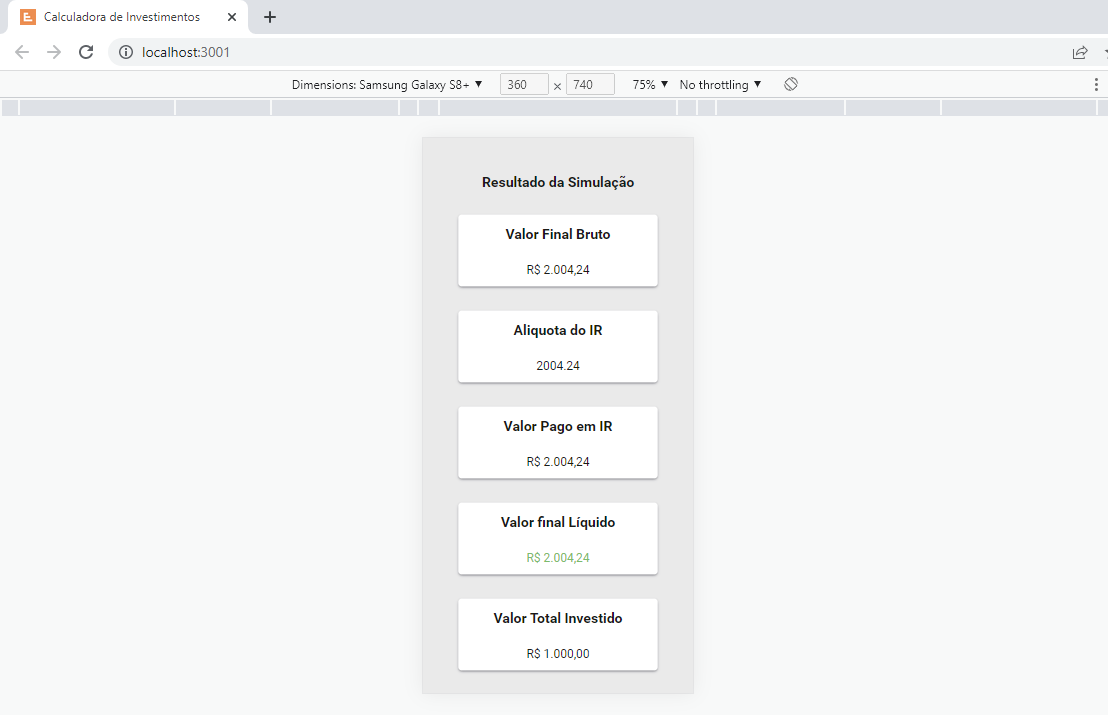 Calculadora de Investimentos
localhost:3001
Dimensions: Samsung Galaxy S8+ ▼ 360 × 740 75% ▼ No throttling ▼
Resultado da Simulação
Valor Final Bruto
R$ 2.004,24
Aliquota do IR
2004.24
Valor Pago em IR
R$ 2.004,24
Valor final Líquido
R$ 2.004,24
Valor Total Investido
R$ 1.000,00